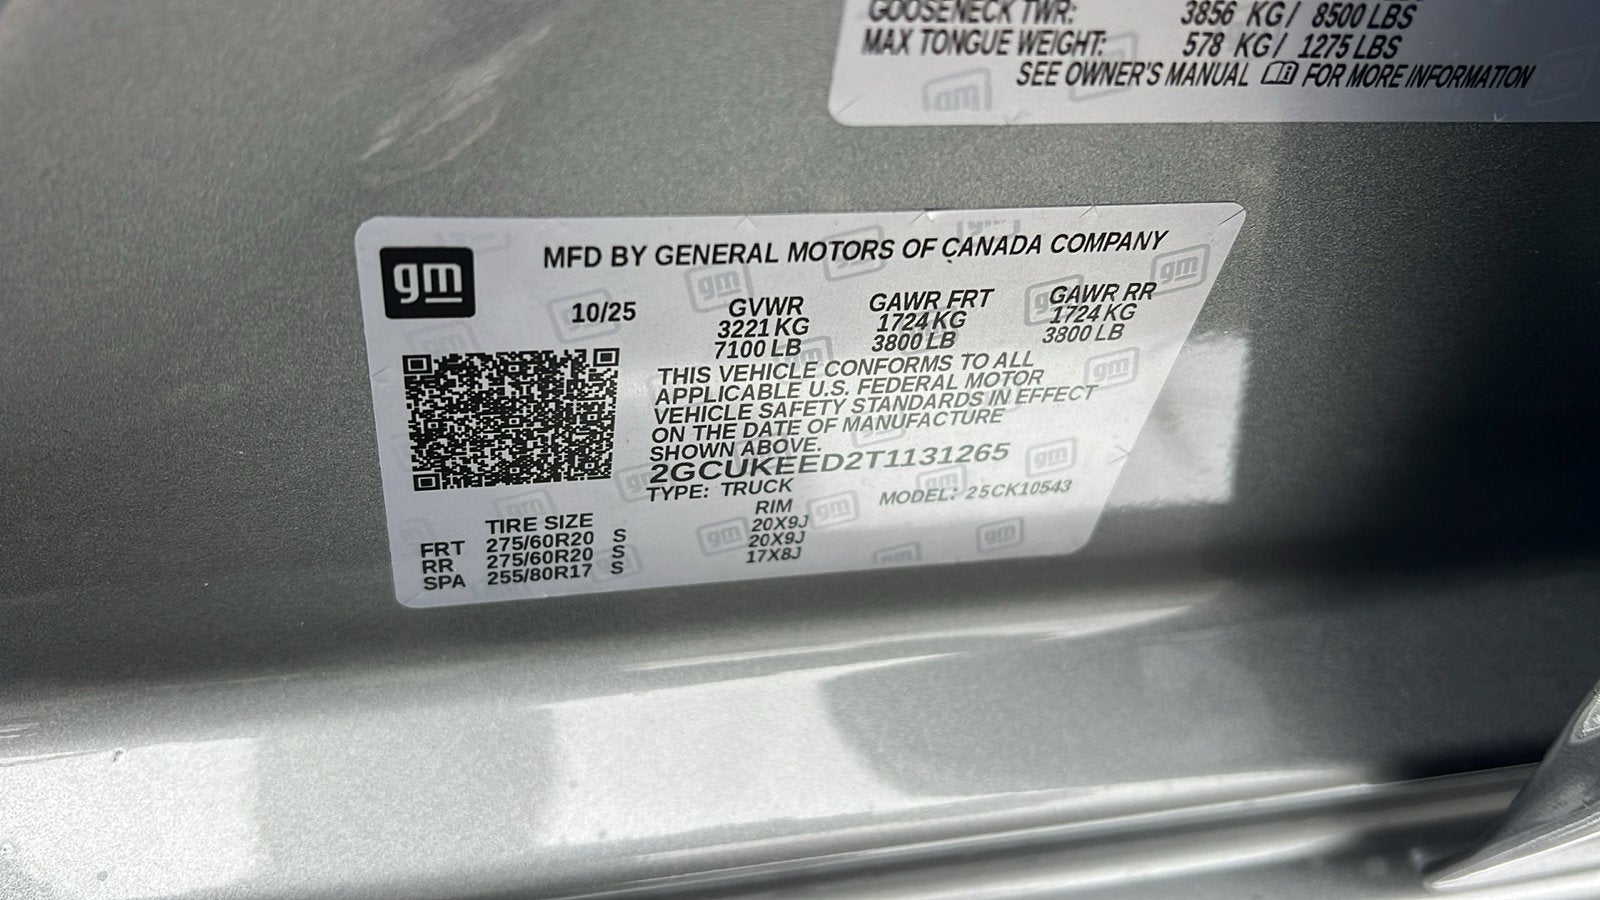 GOOSENECK TWR: 3856 KG / 8500 LBS
MAX TONGUE WEIGHT: 578 KG / 1275 LBS
SEE OWNER'S MANUAL FOR MORE INFORMATION
gm
MFD BY GENERAL MOTORS OF CANADA COMPANY
10/25 GVWR GAWR FRT GAWR RR
3221 KG 1724 KG 1724 KG
7100 LB 3800 LB 3800 LB
THIS VEHICLE CONFORMS TO ALL
APPLICABLE U.S. FEDERAL MOTOR
VEHICLE SAFETY STANDARDS IN EFFECT
ON THE DATE OF MANUFACTURE
SHOWN ABOVE.
2GCUKEED2T1131265
TYPE: TRUCK MODEL: 25CK10543
TIRE SIZE RIM
FRT 275/60R20 S 20X9J
RR 275/60R20 S 20X9J
SPA 255/80R17 S 17X8J